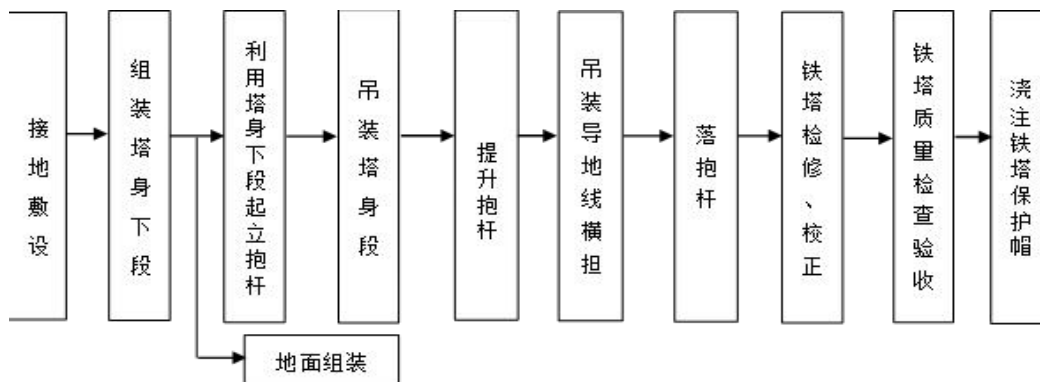 接地敷设
组装塔身下段
利用塔身下段起立抱杆
吊装塔身段
提升抱杆
吊装导地线横担
落抱杆
铁塔检修、校正
铁塔质量检查验收
浇注铁塔保护帽
地面组装